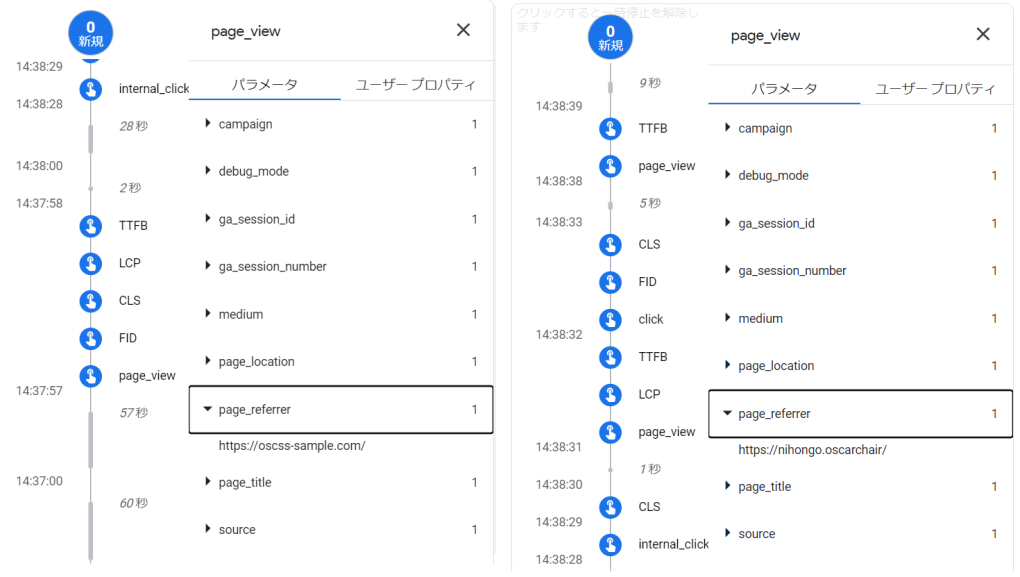 0
新規
page_view
14:38:29
internal_click
14:38:28
28 秒
14:38:00
2 秒
14:37:58
TTFB
LCP
CLS
FID
page_view
14:37:57
57 秒
14:37:00
60 秒
パラメータ
ユーザー プロパティ
campaign 1
debug_mode 1
ga_session_id 1
ga_session_number 1
medium 1
page_location 1
page_referrer 1
https://oscss-sample.com/
page_title 1
source 1
クリックすると一時停止を解除し
ます
0
新規
page_view
9 秒
14:38:39
TTFB
page_view
14:38:38
5 秒
14:38:33
CLS
FID
click
14:38:32
TTFB
LCP
page_view
14:38:31
1 秒
14:38:30
CLS
14:38:29
internal_click
14:38:28
パラメータ
ユーザー プロパティ
campaign 1
debug_mode 1
ga_session_id 1
ga_session_number 1
medium 1
page_location 1
page_referrer 1
https://nihongo.oscarchair/
page_title 1
source 1